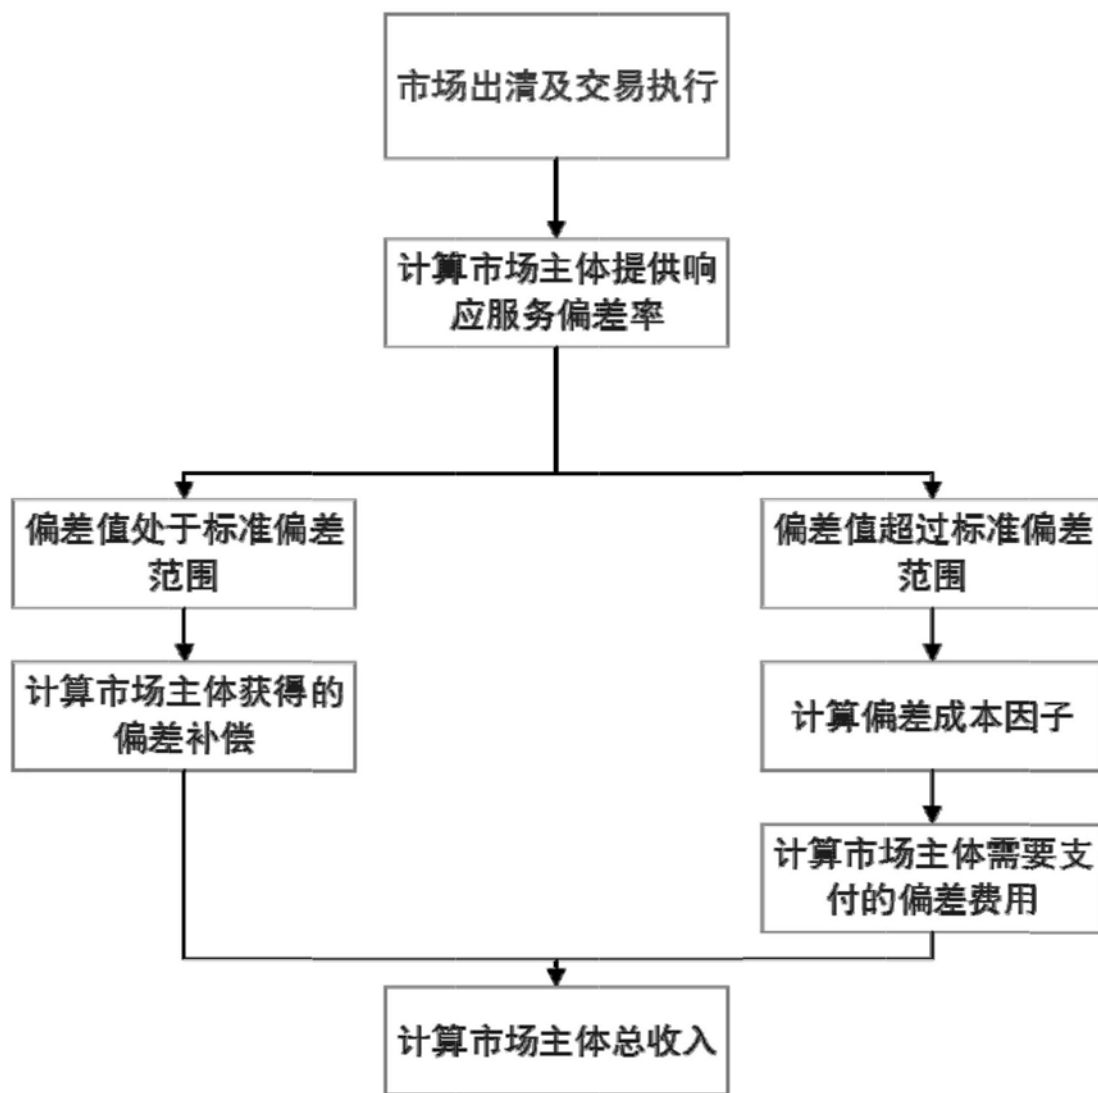 市场出清及交易执行
计算市场主体提供响
应服务偏差率
偏差值处于标准偏差
范围
偏差值超过标准偏差
范围
计算市场主体获得的
偏差补偿
计算偏差成本因子
计算市场主体需要支
付的偏差费用
计算市场主体总收入